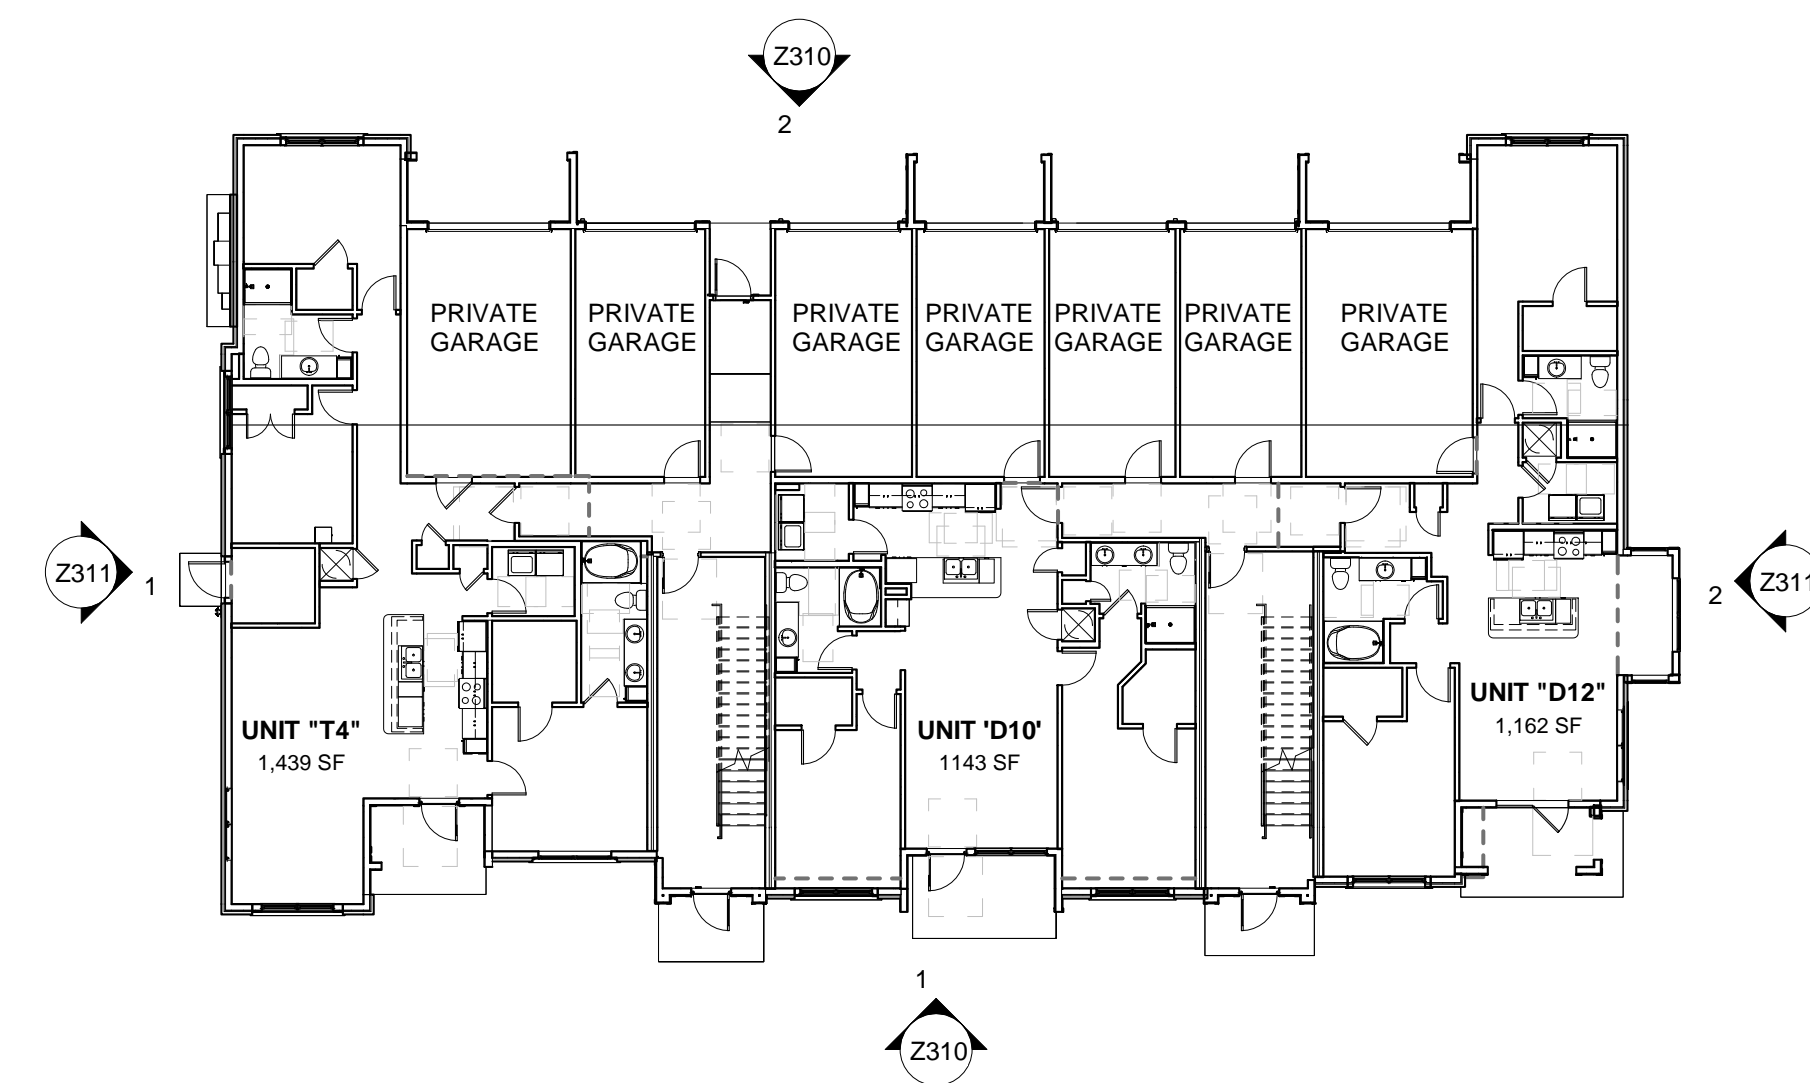 Z310
2
PRIVATE
GARAGE
PRIVATE
GARAGE
PRIVATE
GARAGE
PRIVATE
GARAGE
PRIVATE
GARAGE
PRIVATE
GARAGE
PRIVATE
GARAGE
Z311
1
2
Z311
UNIT "T4"
1,439 SF
UNIT 'D10'
1143 SF
UNIT "D12"
1,162 SF
1
Z310